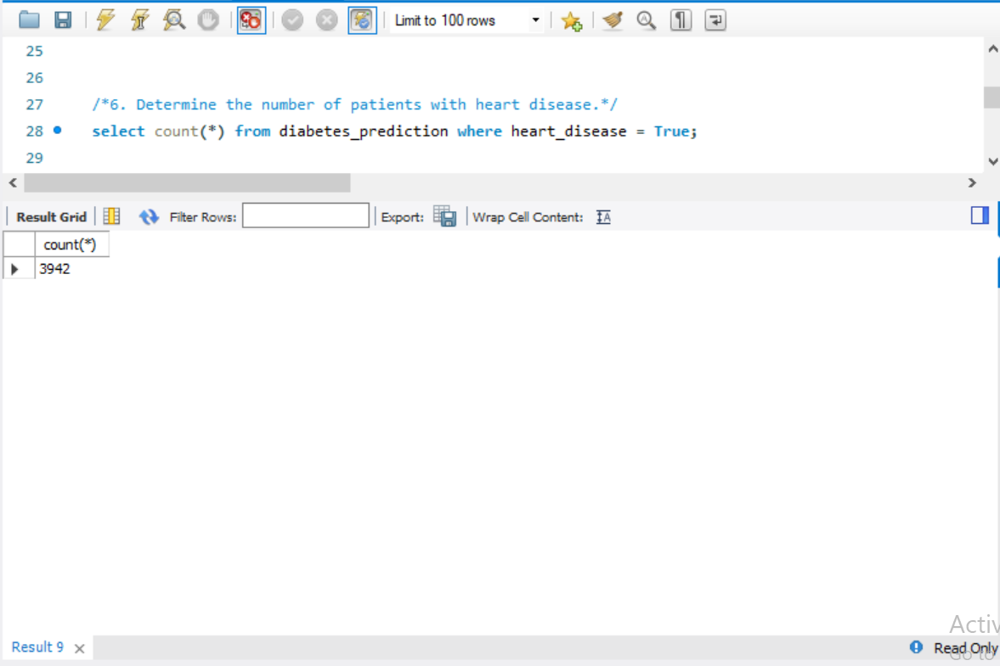 Limit to 100 rows
25
26
27 /*6. Determine the number of patients with heart disease.*/
28 select count(*) from diabetes_prediction where heart_disease = True;
29
Result Grid Filter Rows: Export: Wrap Cell Content: IA
count(*)
3942
Activ
Result 9 × Read Only
Go to